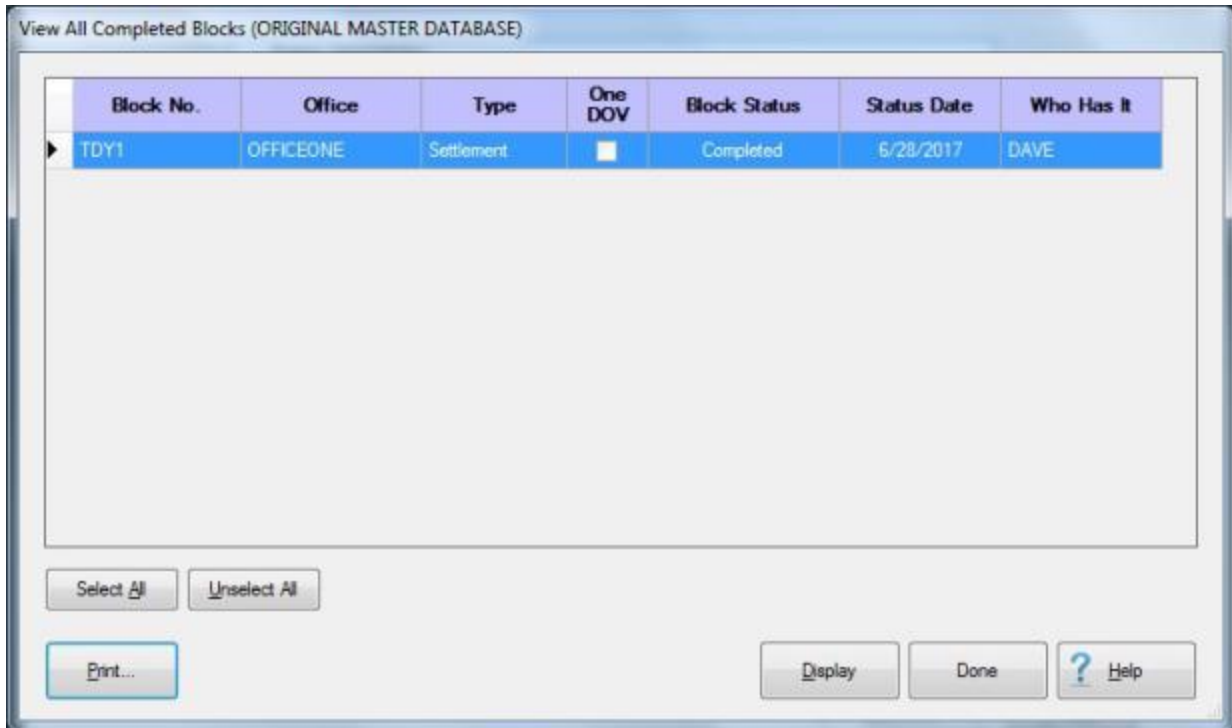 View All Completed Blocks (ORIGINAL MASTER DATABASE)
Block No. Office Type One DOV Block Status Status Date Who Has It
TDY1 OFFICEONE Settlement Completed 6/28/2017 DAVE
Select All Unselect All
Print... Display Done ? Help